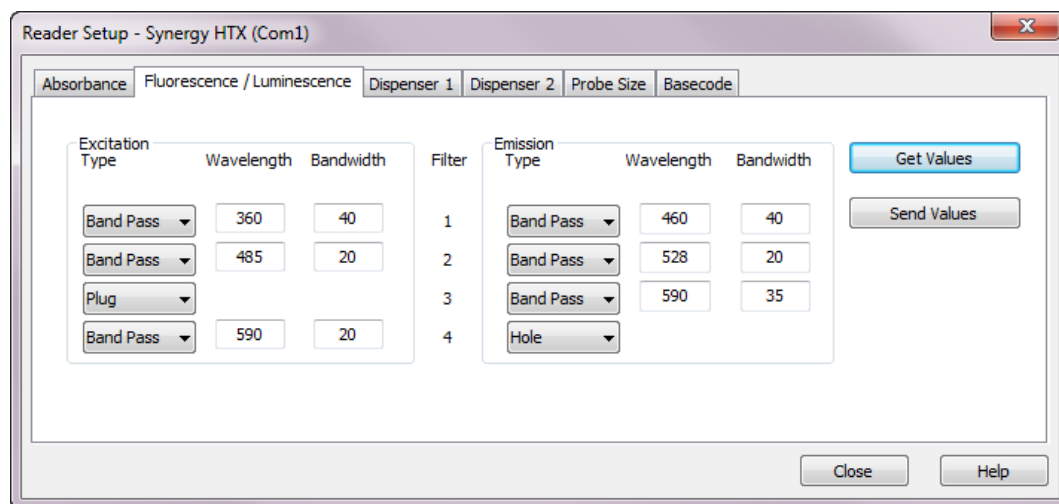 Reader Setup - Synergy HTX (Com1)
Absorbance Fluorescence / Luminescence Dispenser 1 Dispenser 2 Probe Size Basecode
Excitation Emission
Type Wavelength Bandwidth Filter Type Wavelength Bandwidth Get Values
Band Pass 360 40 1 Band Pass 460 40 Send Values
Band Pass 485 20 2 Band Pass 528 20
Plug 3 Band Pass 590 35
Band Pass 590 20 4 Hole
Close Help